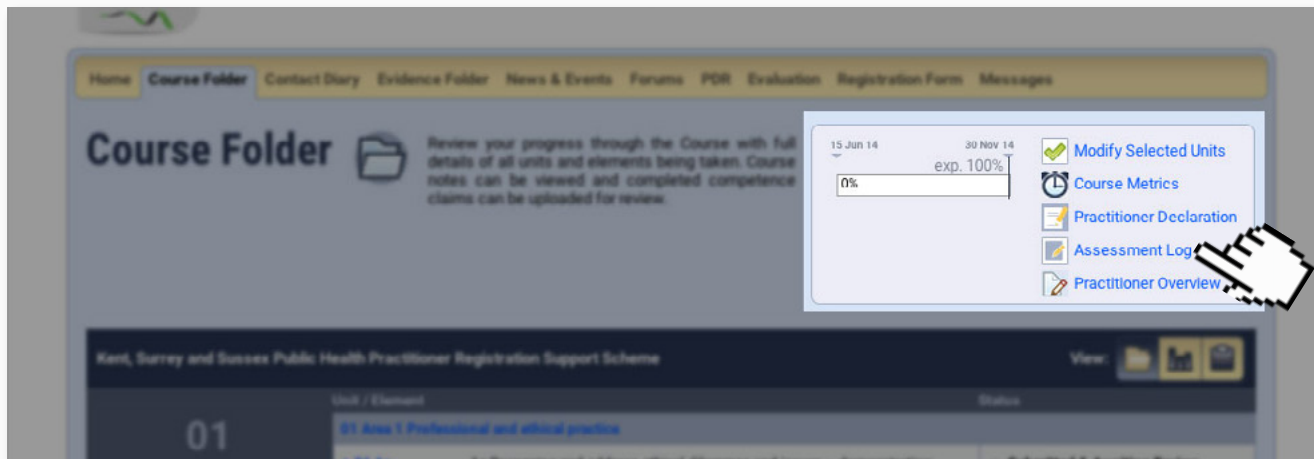 Home Course Folder Contact Diary Evidence Folder News & Events Forums PDR Evaluation Registration Form Messages
Course Folder
Review your progress through the Course with full
details of all units and elements being taken. Course
notes can be viewed and completed competence
claims can be uploaded for review.
15 Jun 14 30 Nov 14
exp. 100%
0%
Modify Selected Units
Course Metrics
Practitioner Declaration
Assessment Log
Practitioner Overview
Kent, Surrey and Sussex Public Health Practitioner Registration Support Scheme View:
Unit / Element Status
01
01 Area 1 Professional and ethical practice